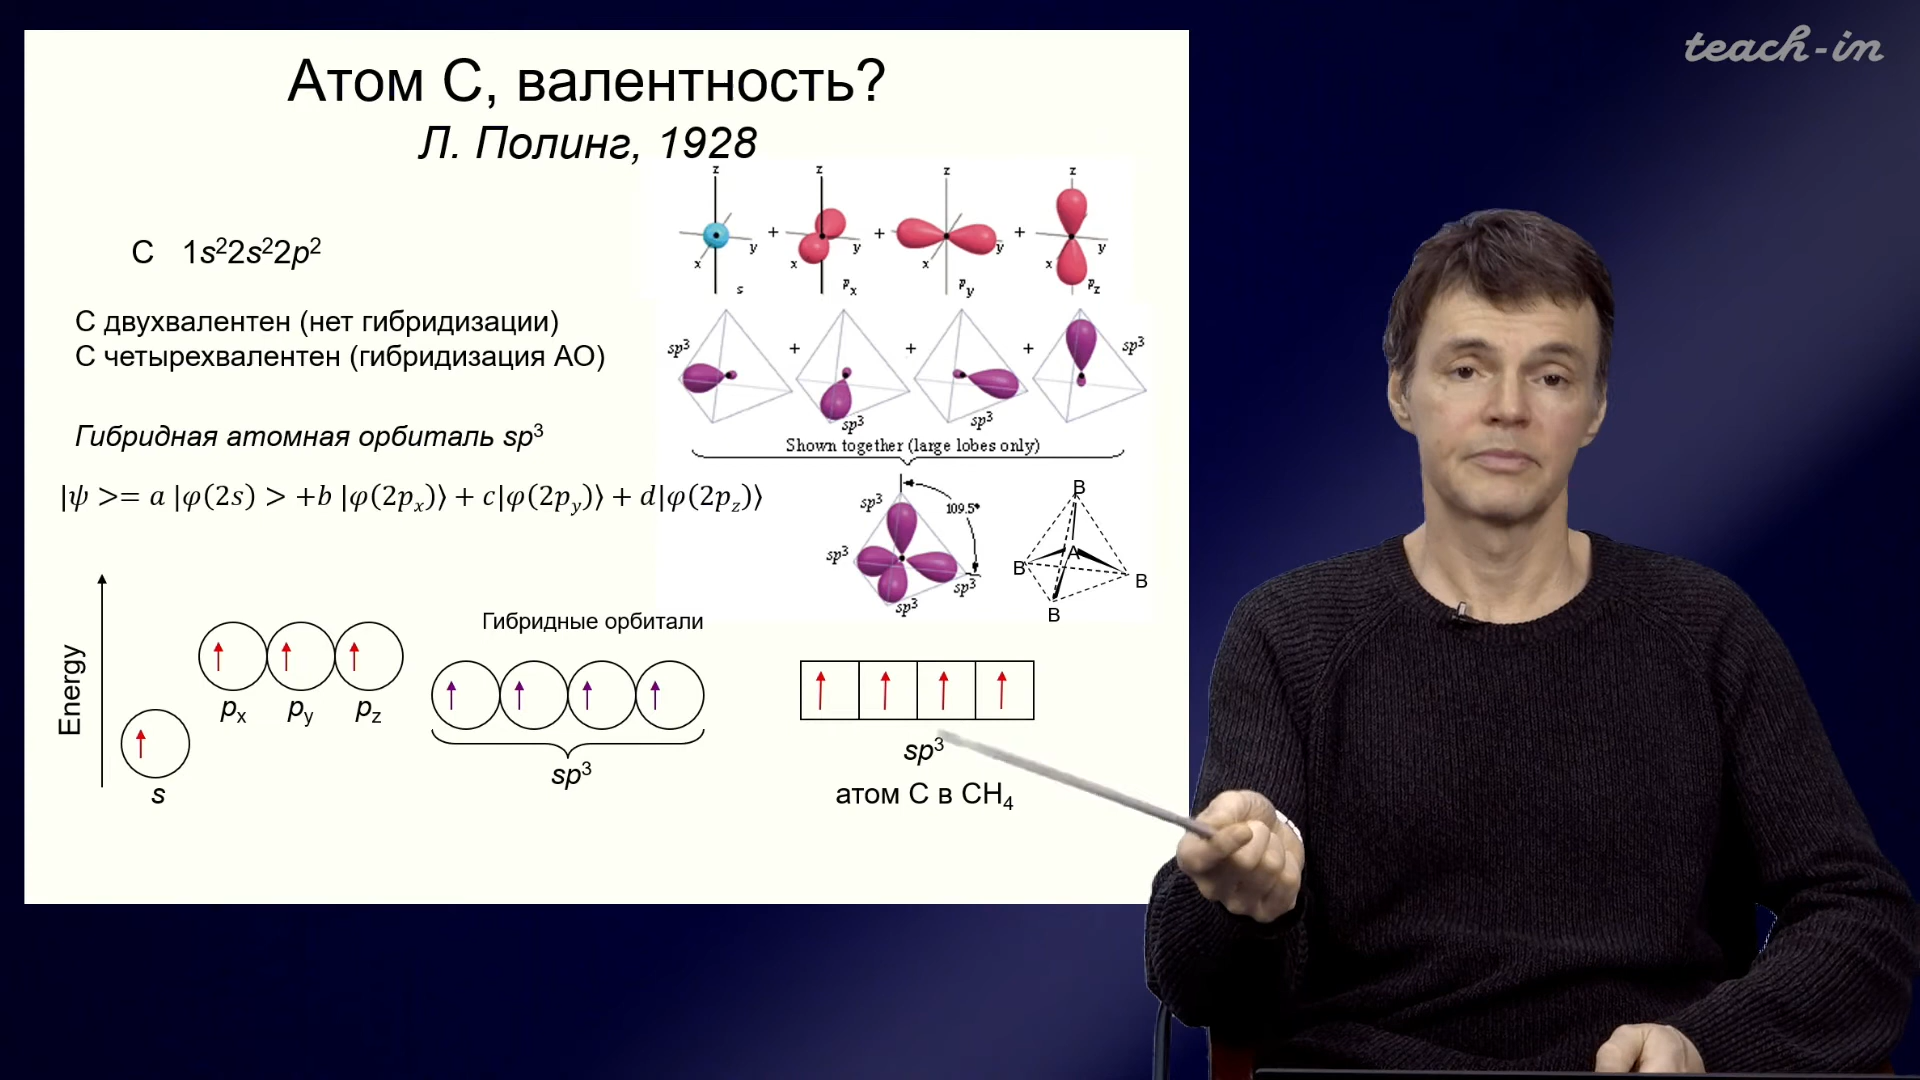 teach-in
Атом С, валентность?
Л. Полинг, 1928
C 1s²2s²2p²
С двухвалентен (нет гибридизации)
С четырехвалентен (гибридизация АО)
Гибридная атомная орбиталь sp³
|ψ >= a |φ(2s) > +b |φ(2pₓ)⟩ + c|φ(2p_y)⟩ + d|φ(2p_z)⟩
z z z z
+ + +
y y y y
x x x x
s p_x p_y p_z
sp³ + + + sp³
sp³ sp³
Shown together (large lobes only)
sp³ 109.5° B
sp³ A
sp³ B B
sp³ B
Гибридные орбитали
Energy
p_x p_y p_z
s
sp³
sp³
атом С в CH₄